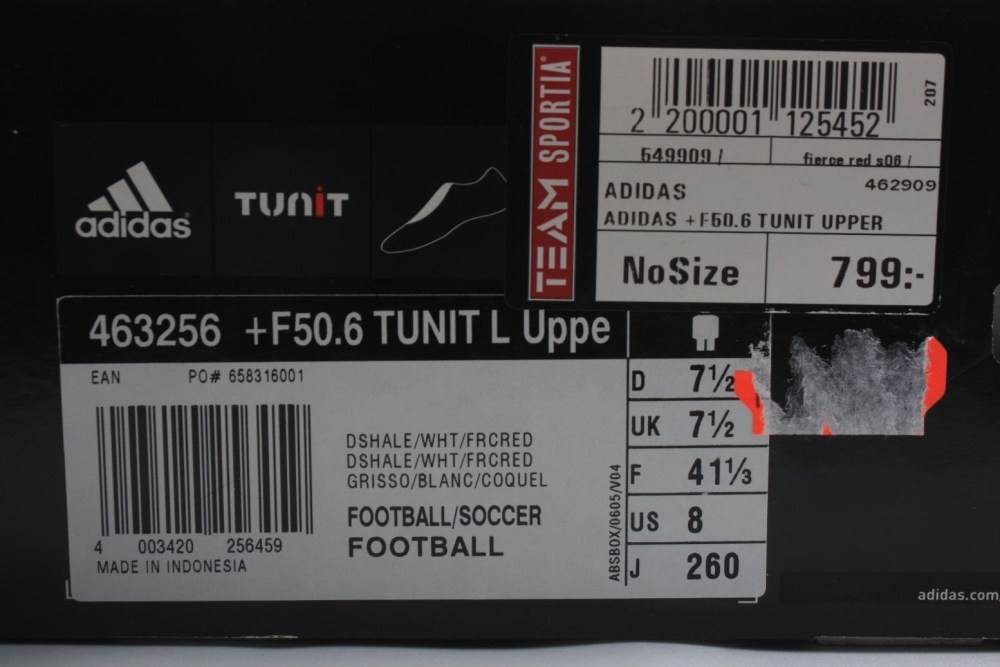 TEAM SPORTIA
2 200001 125452
207
549909 /
fierce red s06 /
462909
ADIDAS
ADIDAS +F50.6 TUNIT UPPER
NoSize
799:-
adidas
TUNiT
463256 +F50.6 TUNIT L Uppe
EAN PO# 658316001
4 003420 256459
MADE IN INDONESIA
DSHALE/WHT/FRCRED
DSHALE/WHT/FRCRED
GRISSO/BLANC/COQUEL
FOOTBALL/SOCCER
FOOTBALL
ABSBOX/0605/V04
D 7½
UK 7½
F 41⅓
US 8
J 260
adidas.com